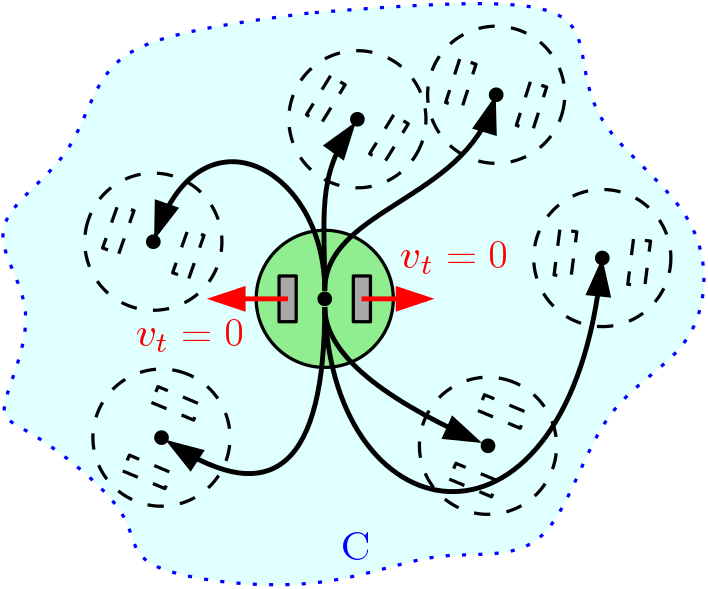 v_t = 0
v_t = 0
C